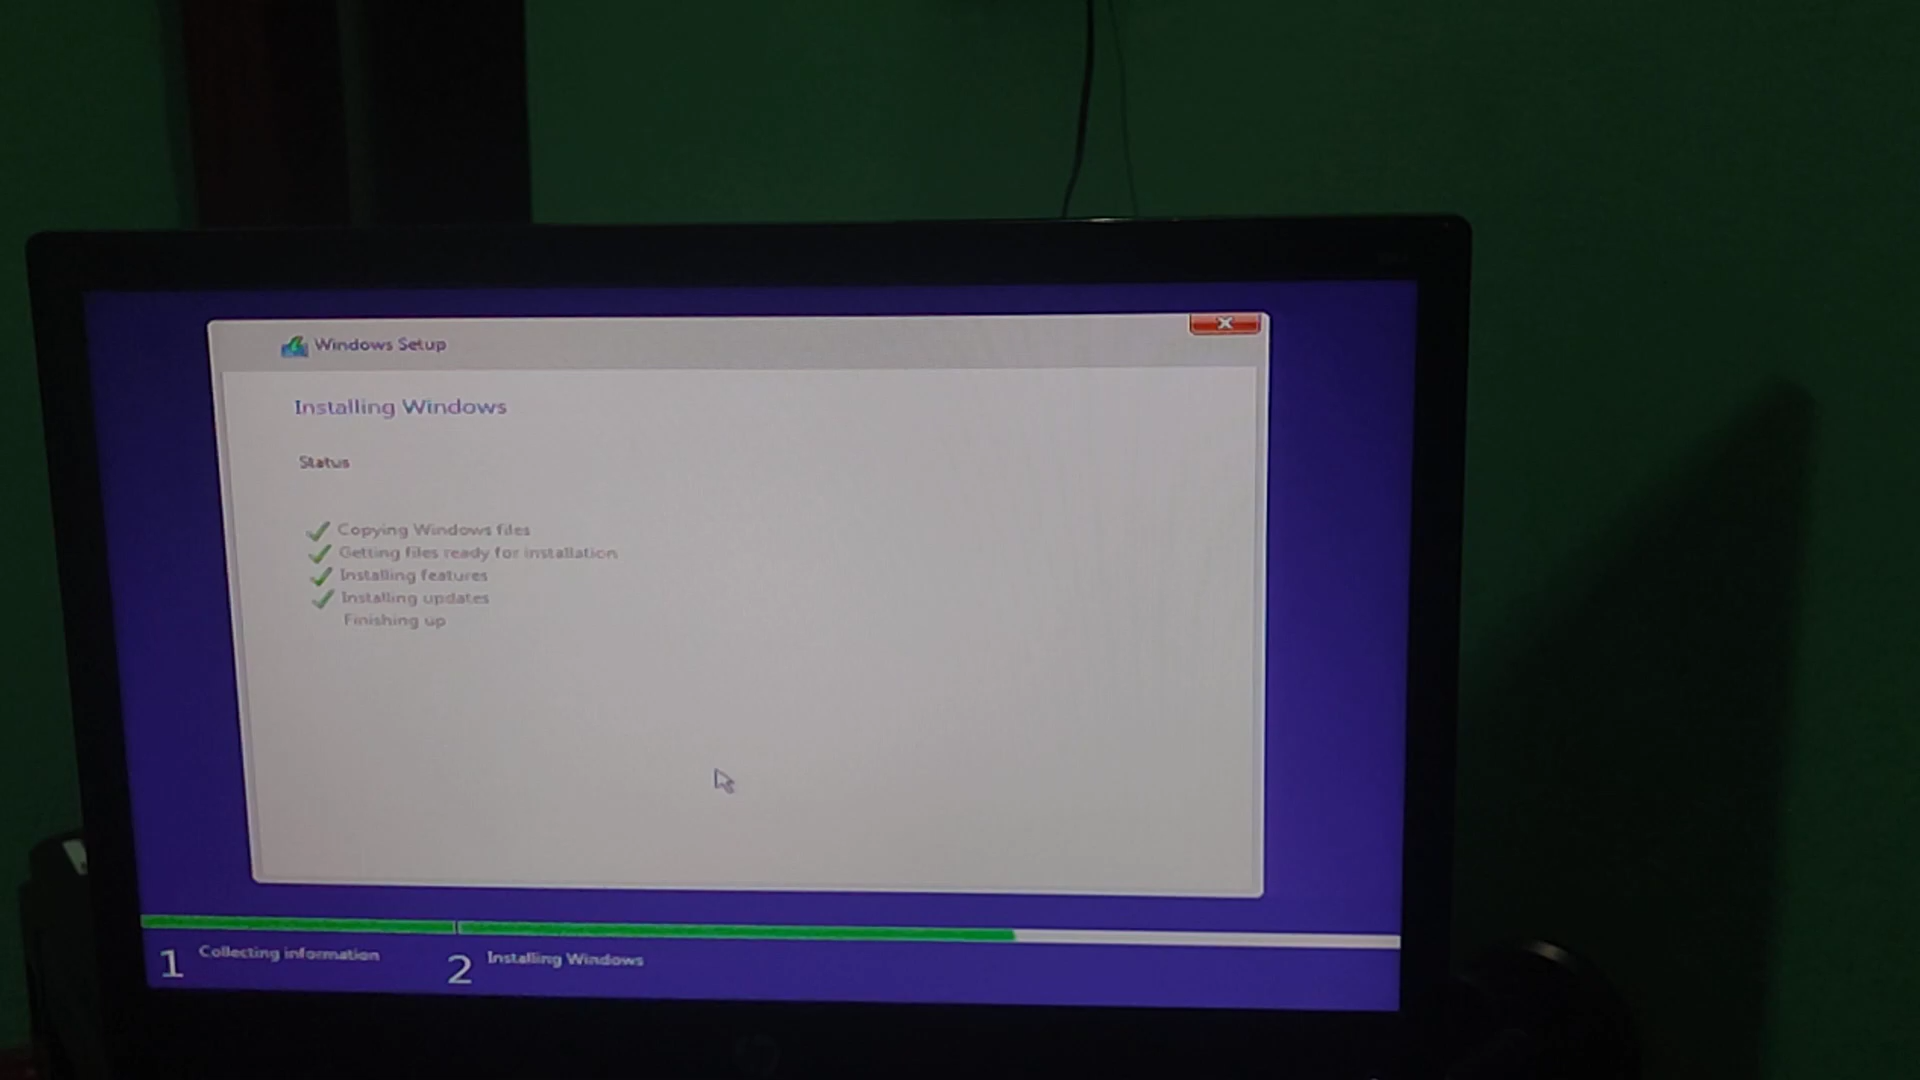 Windows Setup
Installing Windows
Status
Copying Windows files
Getting files ready for installation
Installing features
Installing updates
Finishing up
1 Collecting information
2 Installing Windows